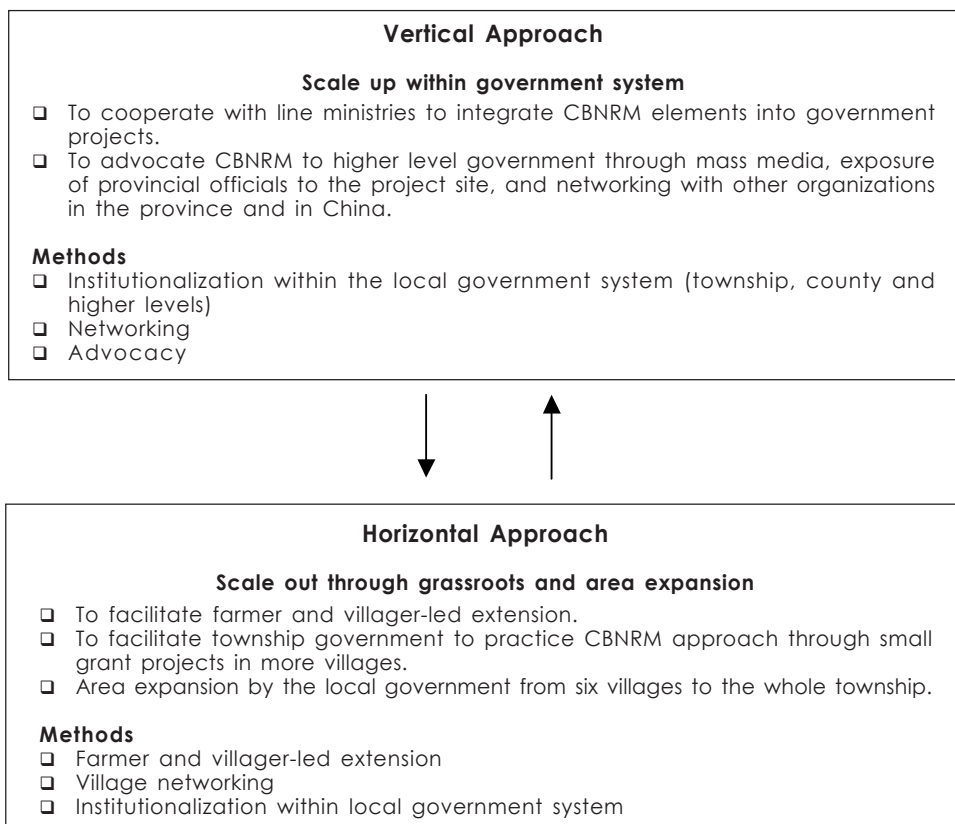 Vertical Approach
Scale up within government system
❑ To cooperate with line ministries to integrate CBNRM elements into government
projects.
❑ To advocate CBNRM to higher level government through mass media, exposure
of provincial officials to the project site, and networking with other organizations
in the province and in China.
Methods
❑ Institutionalization within the local government system (township, county and
higher levels)
❑ Networking
❑ Advocacy
Horizontal Approach
Scale out through grassroots and area expansion
❑ To facilitate farmer and villager-led extension.
❑ To facilitate township government to practice CBNRM approach through small
grant projects in more villages.
❑ Area expansion by the local government from six villages to the whole township.
Methods
❑ Farmer and villager-led extension
❑ Village networking
❑ Institutionalization within local government system